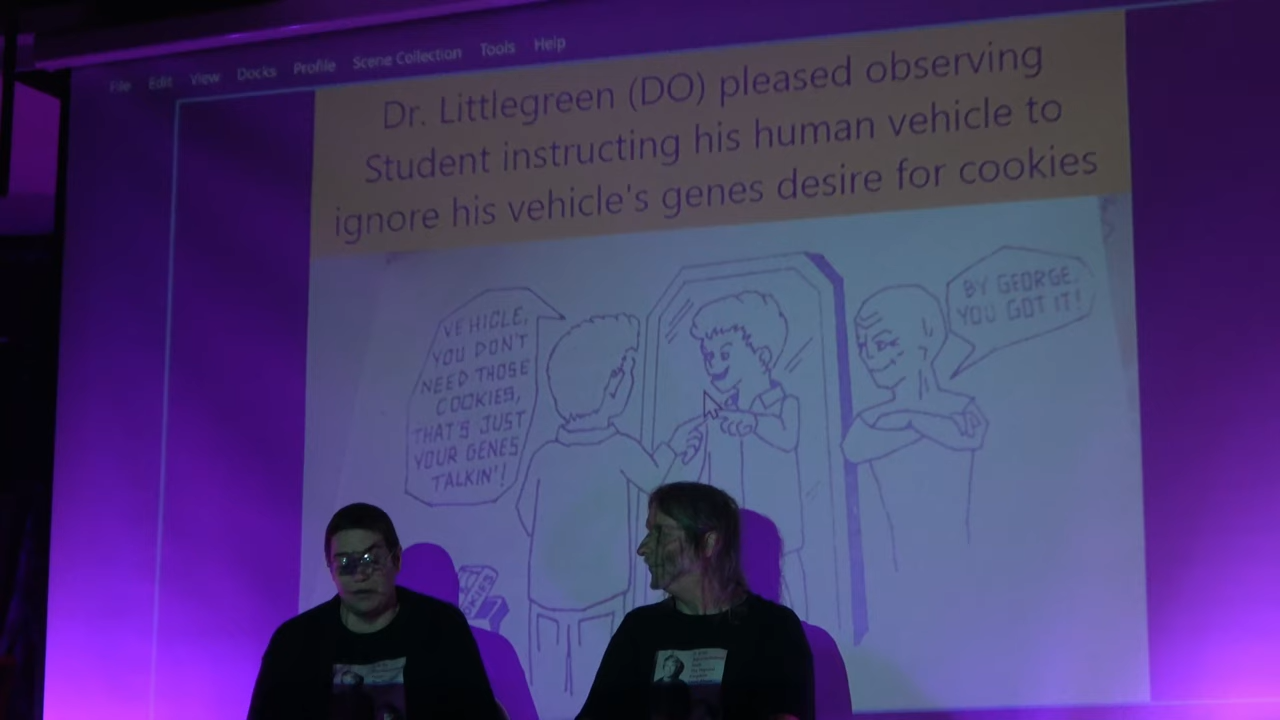 File Edit View Docks Profile Scene Collection Tools Help
Dr. Littlegreen (DO) pleased observing
Student instructing his human vehicle to
ignore his vehicle's genes desire for cookies
VEHICLE,
YOU DON'T
NEED THOSE
COOKIES,
THAT'S JUST
YOUR GENES
TALKIN'!
BY GEORGE,
YOU GOT IT!